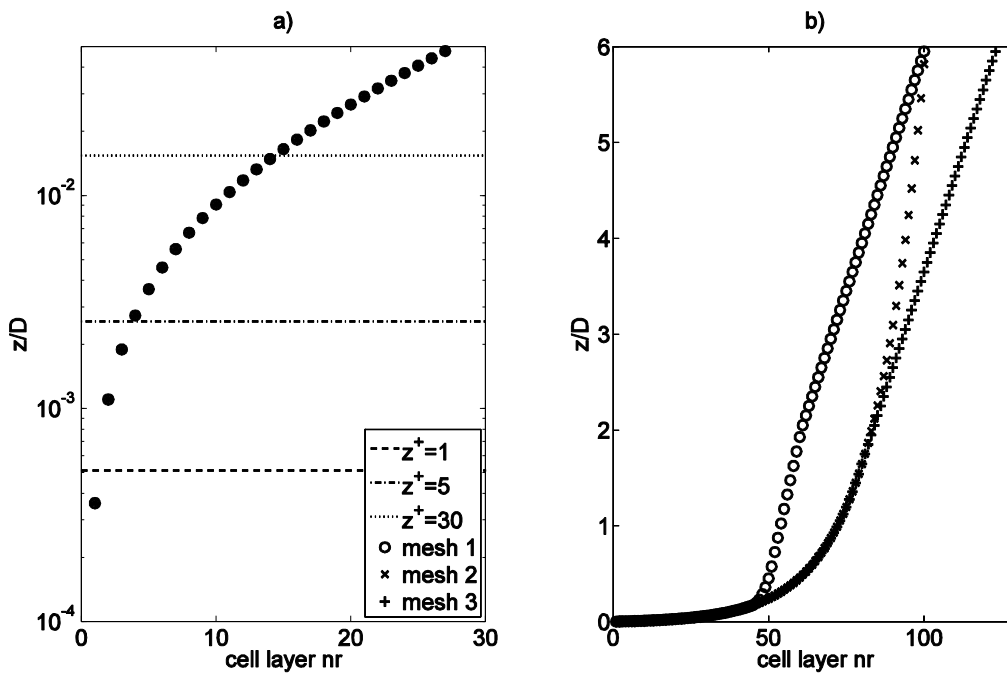 a)
z/D
10^-2
10^-3
10^-4
0
10
20
30
cell layer nr
z^+=1
z^+=5
z^+=30
mesh 1
mesh 2
mesh 3
b)
z/D
6
5
4
3
2
1
0
0
50
100
cell layer nr